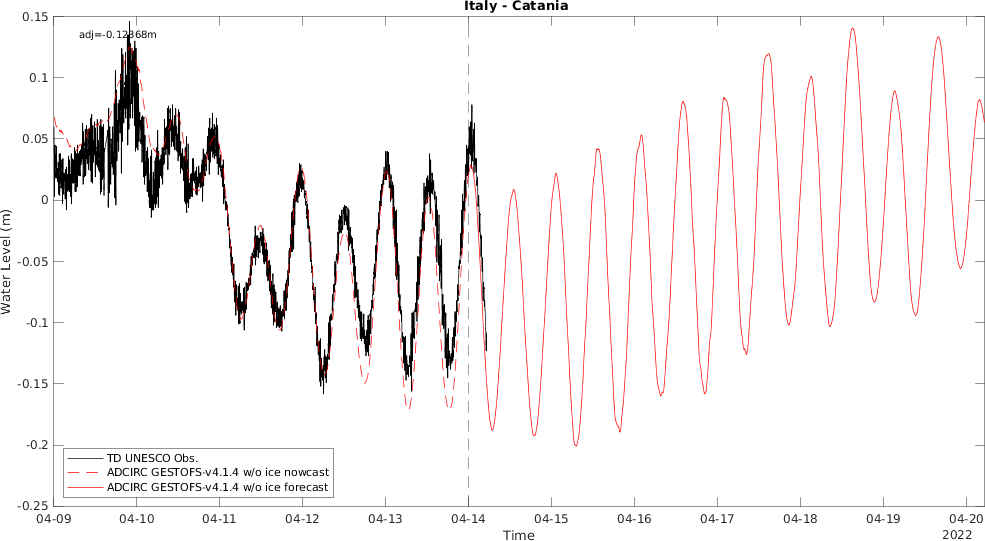 Italy - Catania
adj=-0.12368m
Water Level (m)
0.15
0.1
0.05
0
-0.05
-0.1
-0.15
-0.2
-0.25
TD UNESCO Obs.
ADCIRC GESTOFS-v4.1.4 w/o ice nowcast
ADCIRC GESTOFS-v4.1.4 w/o ice forecast
04-09 04-10 04-11 04-12 04-13 04-14 04-15 04-16 04-17 04-18 04-19 04-20
Time
2022